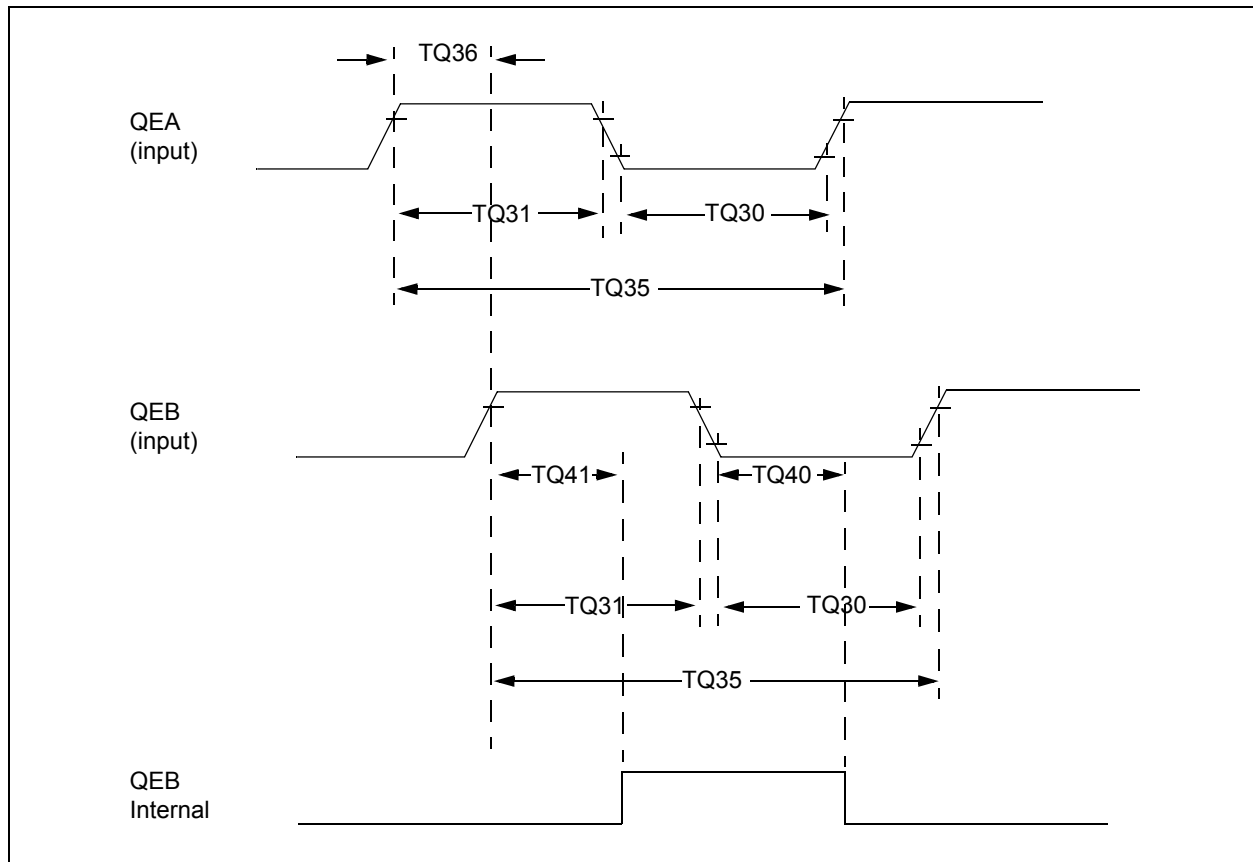 TQ36
QEA
(input)
TQ31
TQ30
TQ35
QEB
(input)
TQ41
TQ40
TQ31
TQ30
TQ35
QEB
Internal